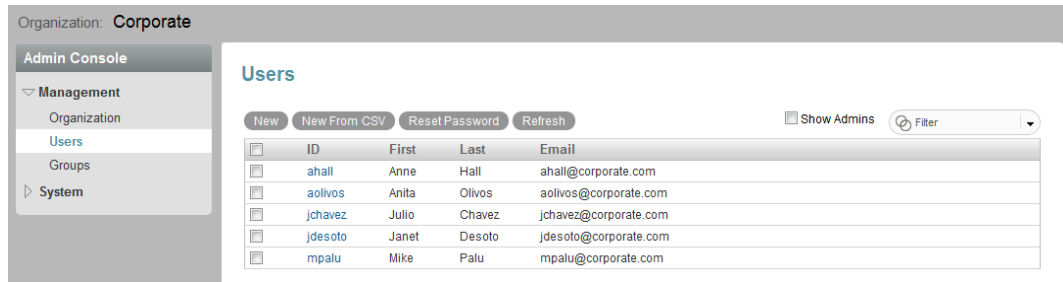 Organization: Corporate
Admin Console
Management
Organization
Users
Groups
System
Users
New New From CSV Reset Password Refresh Show Admins Filter
ID First Last Email
ahall Anne Hall ahall@corporate.com
aolivos Anita Olivos aolivos@corporate.com
jchavez Julio Chavez jchavez@corporate.com
jdesoto Janet Desoto jdesoto@corporate.com
mpalu Mike Palu mpalu@corporate.com